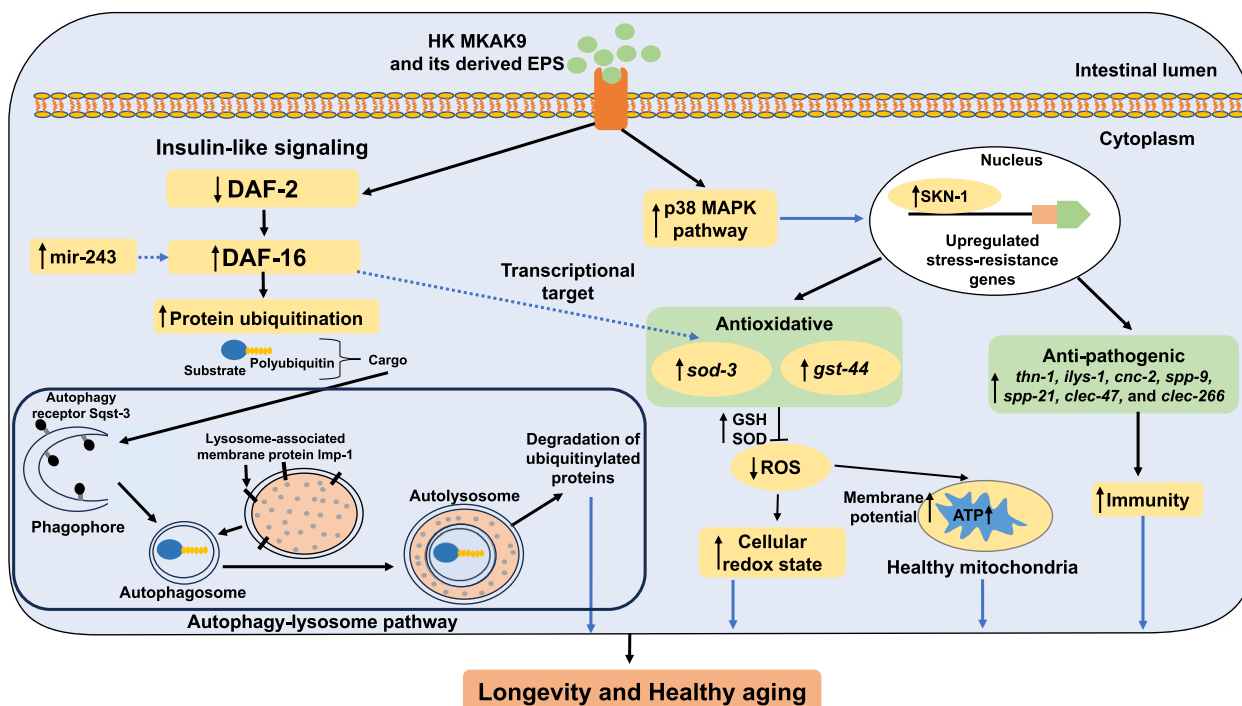 HK MKAK9
and its derived EPS
Intestinal lumen
Cytoplasm
Insulin-like signaling
↓DAF-2
↑mir-243
↑DAF-16
↑Protein ubiquitination
Substrate
Polyubiquitin
Cargo
Transcriptional
target
↑p38 MAPK
pathway
Nucleus
↑SKN-1
Upregulated
stress-resistance
genes
Antioxidative
↑sod-3
↑gst-44
Anti-pathogenic
↑thn-1, ilys-1, cnc-2, spp-9,
spp-21, clec-47, and clec-266
↑GSH
SOD
↓ROS
↑Cellular
redox state
Membrane
potential↑
ATP↑
Healthy mitochondria
↑Immunity
Autophagy
receptor Sqst-3
Phagophore
Lysosome-associated
membrane protein lmp-1
Autophagosome
Autolysosome
Degradation of
ubiquitinylated
proteins
Autophagy-lysosome pathway
Longevity and Healthy aging